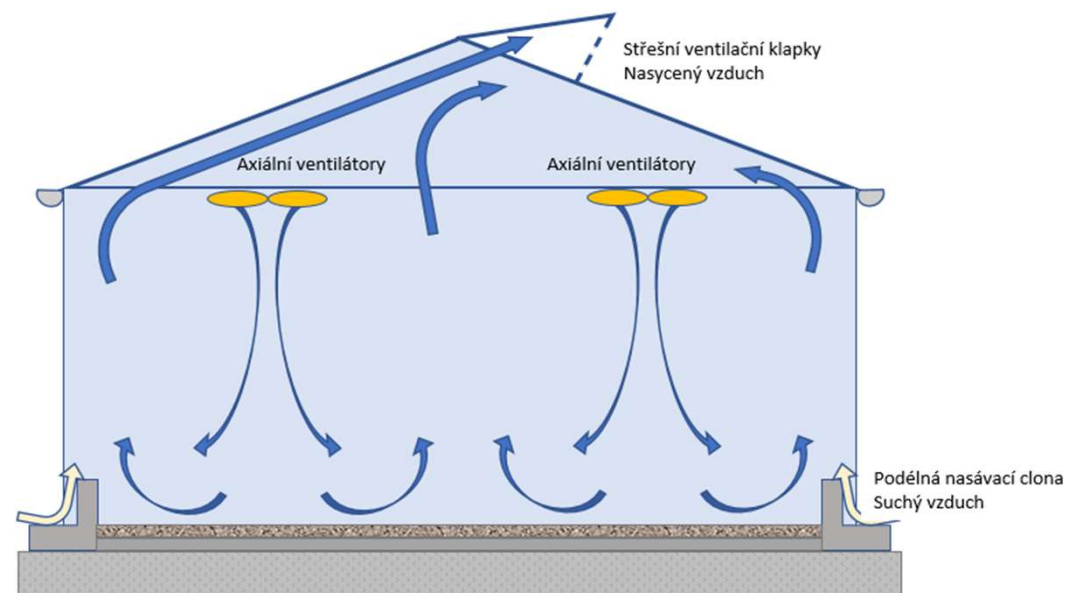 Střešní ventilační klapky
Nasycený vzduch
Axiální ventilátory
Axiální ventilátory
Podélná nasávací clona
Suchý vzduch